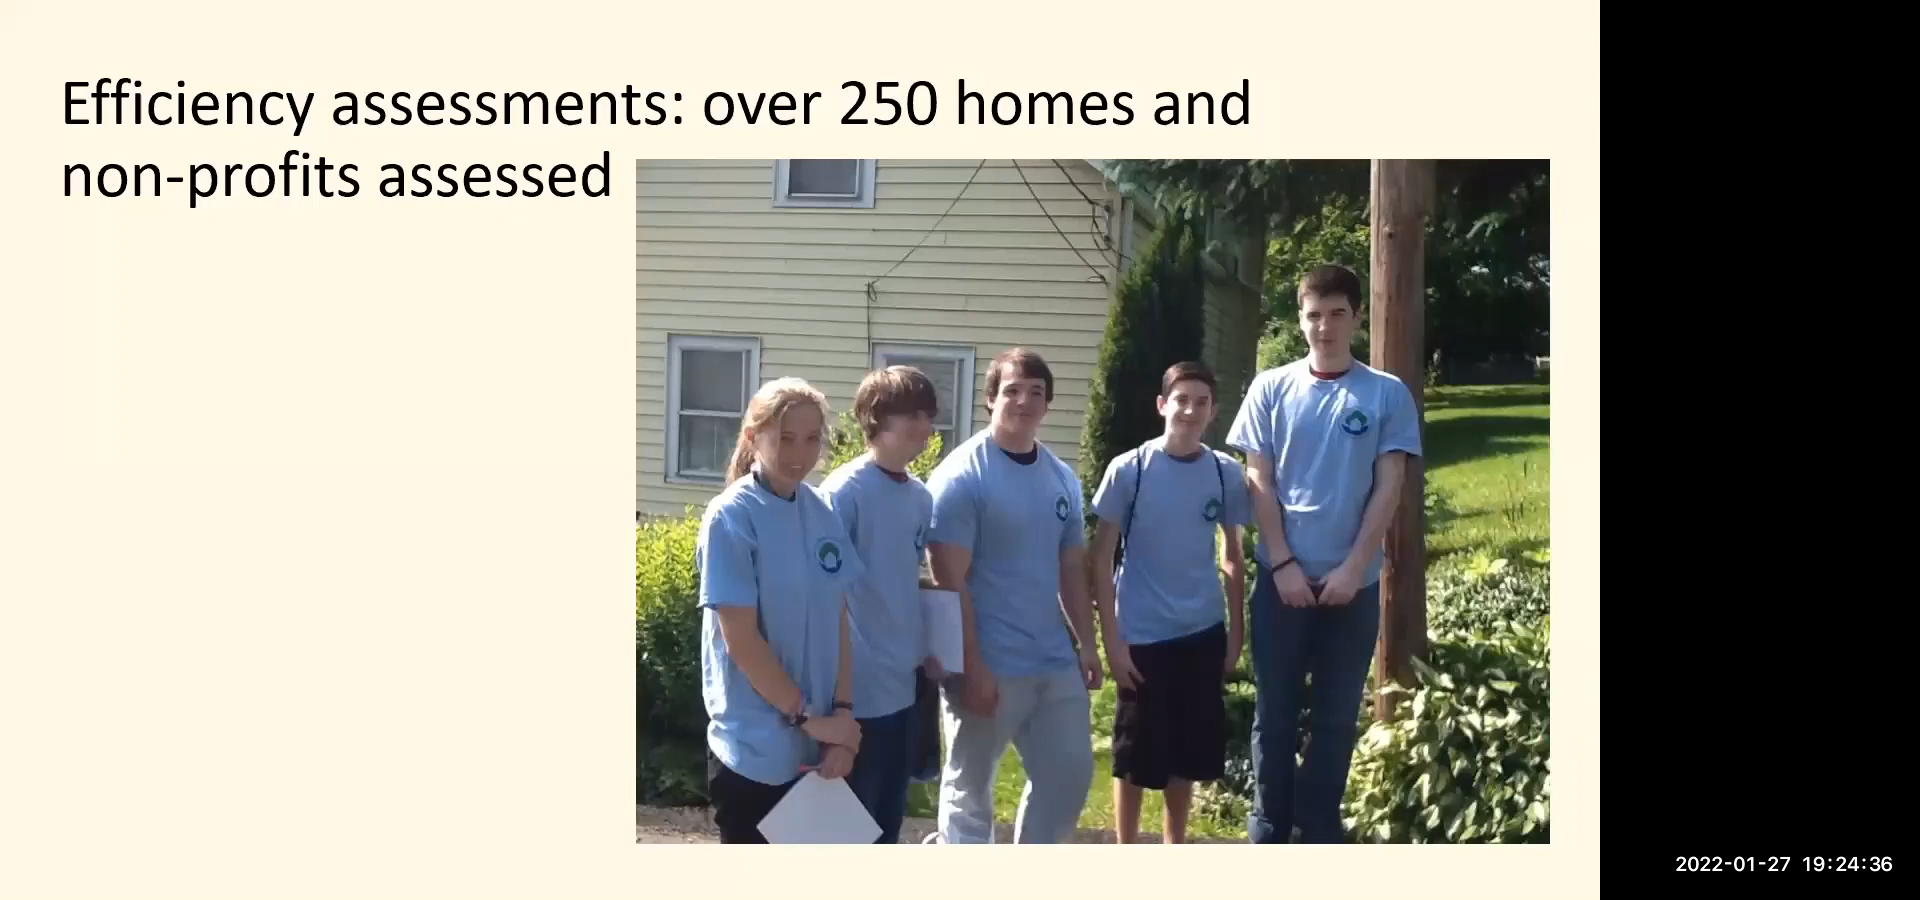 Efficiency assessments: over 250 homes and
non-profits assessed
2022-01-27 19:24:36